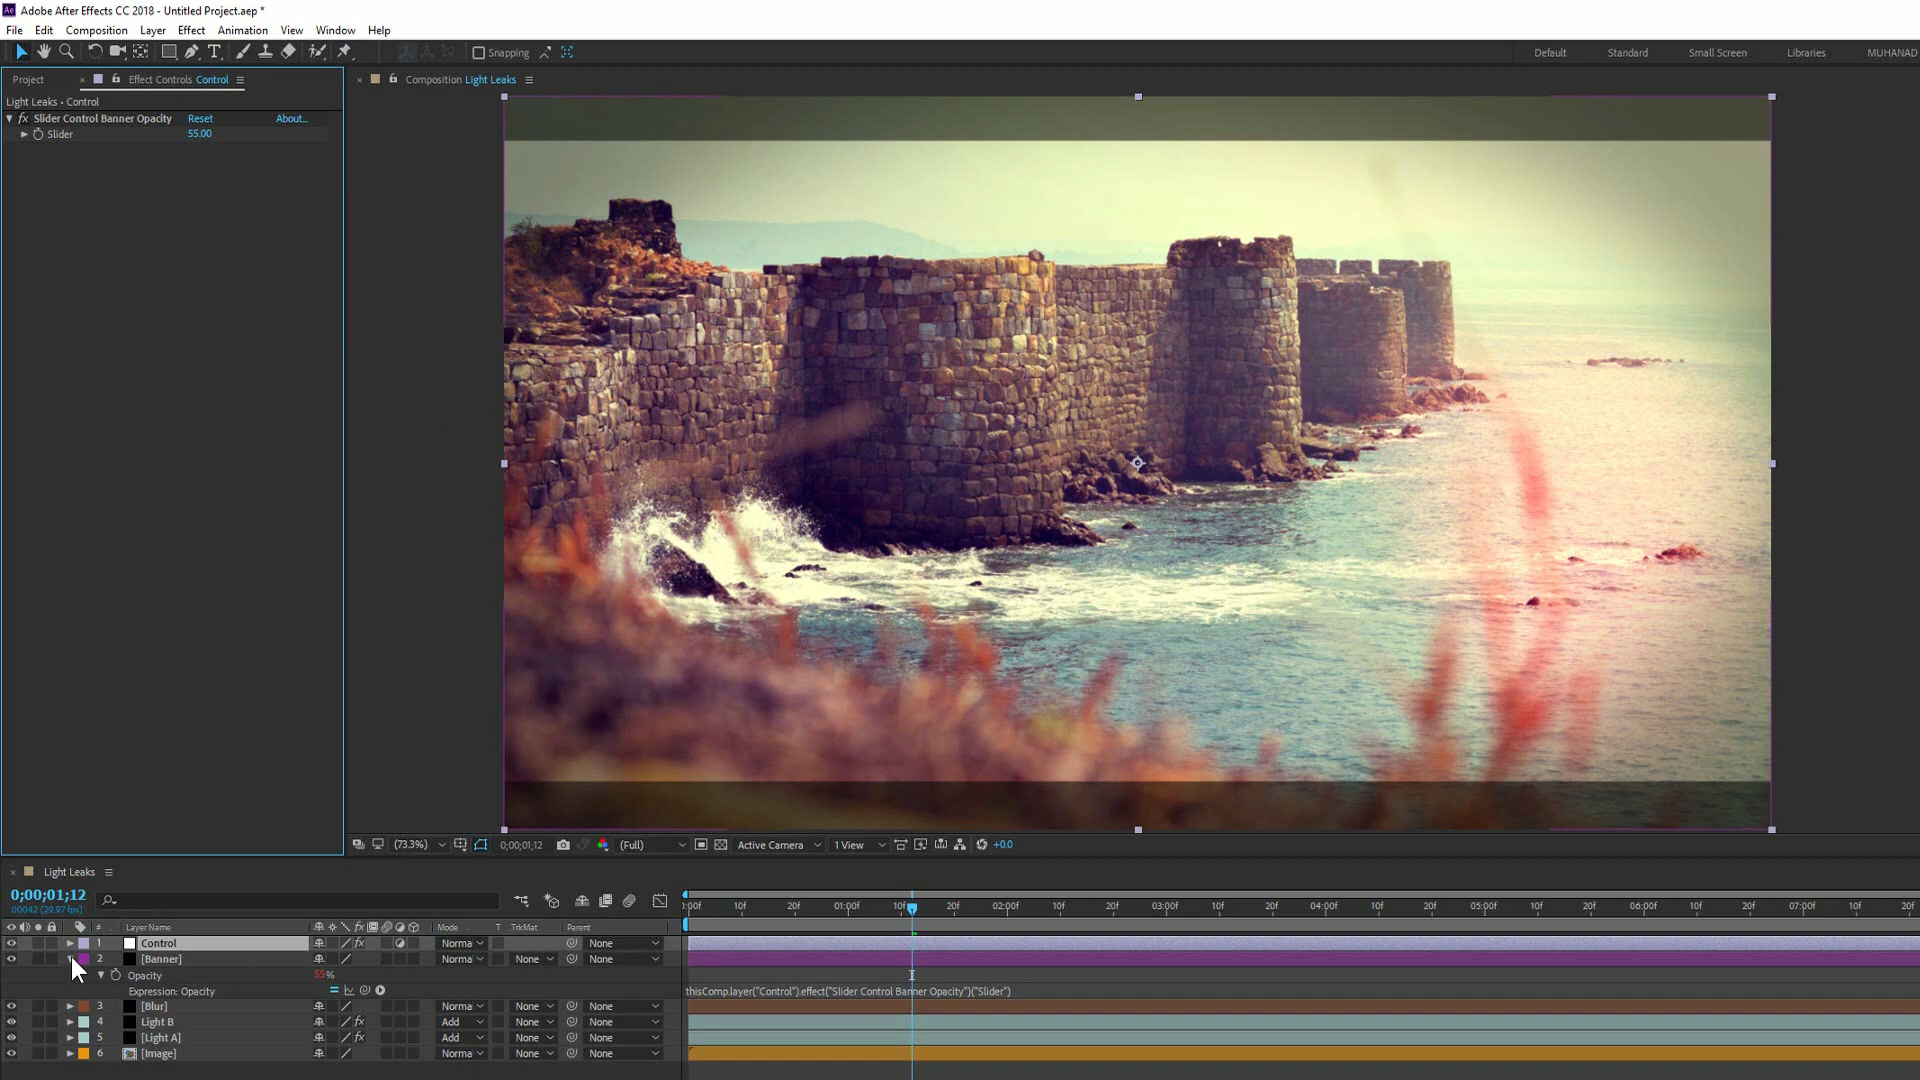 Adobe After Effects CC 2018 - Untitled Project.aep *
File Edit Composition Layer Effect Animation View Window Help
Snapping Default Standard Small Screen Libraries MUHANAD
Project Effect Controls Control Composition Light Leaks
Light Leaks • Control
fx Slider Control Banner Opacity Reset About...
Slider 55.00
(73.3%) 0;00;01;12 (Full) Active Camera 1 View +0.0
Light Leaks
0;00;01;12
00042 (29.97 fps)
:00f 10f 20f 01:00f 10f 20f 02:00f 10f 20f 03:00f 10f 20f 04:00f 10f 20f 05:00f 10f 20f 06:00f 10f 20f 07:00f 10f 20f
# Layer Name fx Mode T .TrkMat Parent
1 Control fx Norma None
2 [Banner] Norma None None
Opacity 55%
Expression: Opacity thisComp.layer("Control").effect("Slider Control Banner Opacity")("Slider")
3 [Blur] Norma None None
4 Light B fx Add None None
5 [Light A] fx Add None None
6 [Image] Norma None None